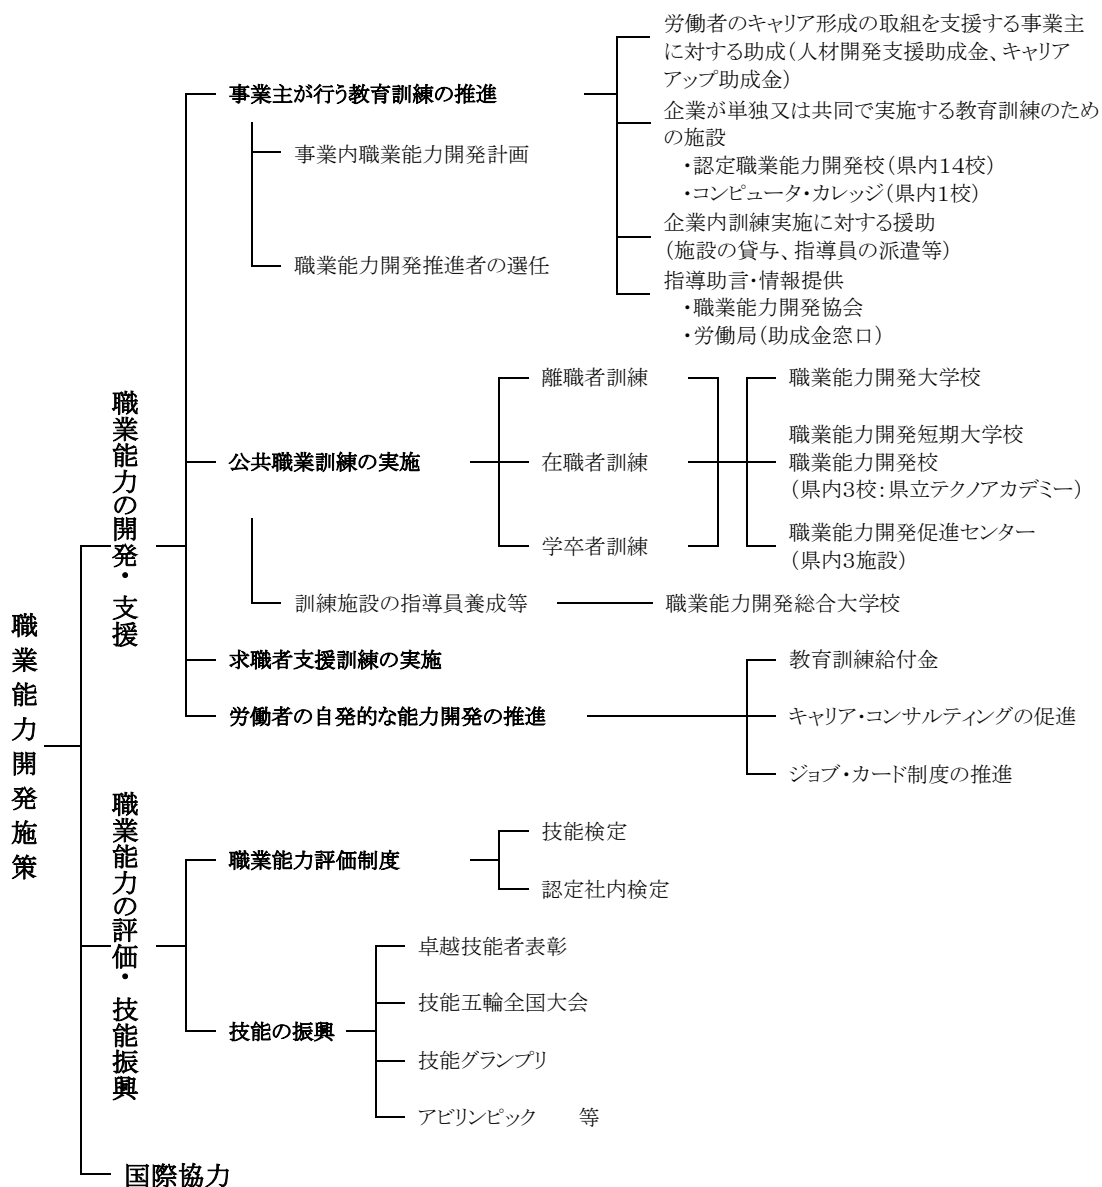 職業能力開発施策
職業能力の開発・支援
事業主が行う教育訓練の推進
事業内職業能力開発計画
職業能力開発推進者の選任
労働者のキャリア形成の取組を支援する事業主
に対する助成(人材開発支援助成金、キャリア
アップ助成金)
企業が単独又は共同で実施する教育訓練のため
の施設
・認定職業能力開発校(県内14校)
・コンピュータ・カレッジ(県内1校)
企業内訓練実施に対する援助
(施設の貸与、指導員の派遣等)
指導助言・情報提供
・職業能力開発協会
・労働局(助成金窓口)
公共職業訓練の実施
離職者訓練
在職者訓練
学卒者訓練
職業能力開発大学校
職業能力開発短期大学校
職業能力開発校
(県内3校:県立テクノアカデミー)
職業能力開発促進センター
(県内3施設)
訓練施設の指導員養成等
職業能力開発総合大学校
求職者支援訓練の実施
労働者の自発的な能力開発の推進
教育訓練給付金
キャリア・コンサルティングの促進
ジョブ・カード制度の推進
職業能力の評価・技能振興
職業能力評価制度
技能検定
認定社内検定
技能の振興
卓越技能者表彰
技能五輪全国大会
技能グランプリ
アビリンピック　　等
国際協力